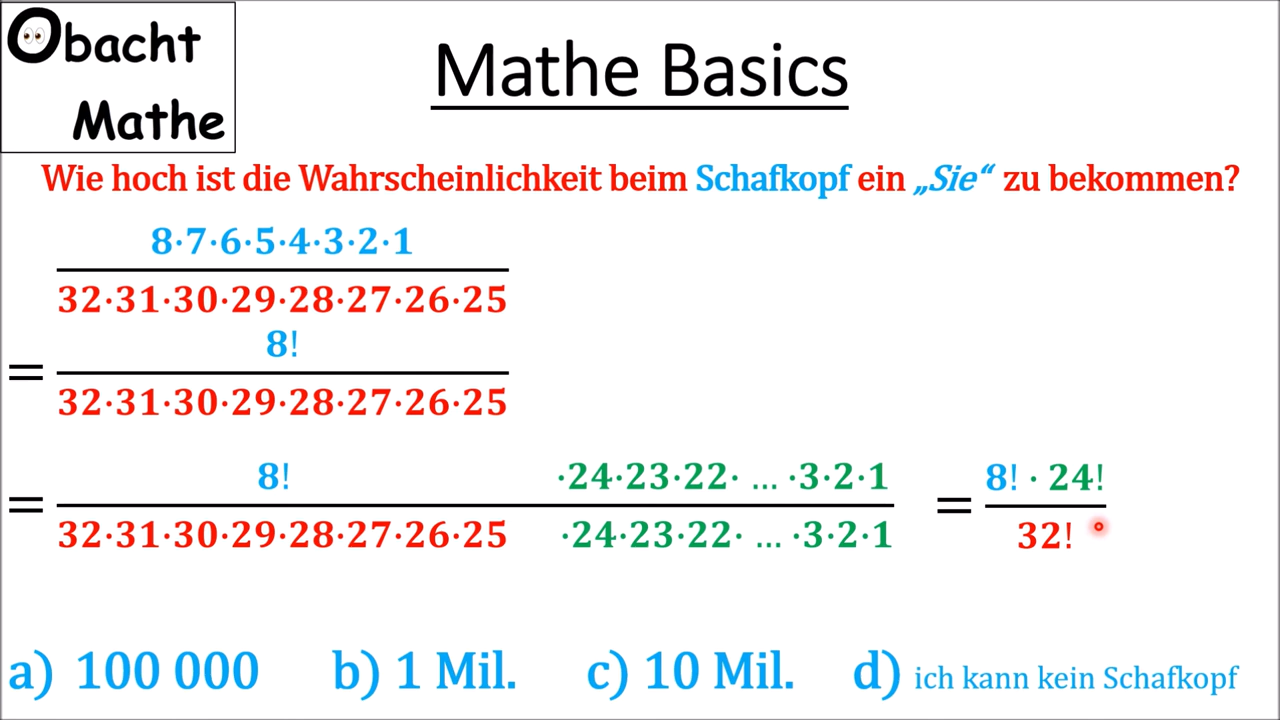 Obacht
Mathe
Mathe Basics
Wie hoch ist die Wahrscheinlichkeit beim Schafkopf ein „Sie“ zu bekommen?
8·7·6·5·4·3·2·1
32·31·30·29·28·27·26·25
8!
=
32·31·30·29·28·27·26·25
8! ·24·23·22· ... ·3·2·1 8! · 24!
= =
32·31·30·29·28·27·26·25 ·24·23·22· ... ·3·2·1 32!
a) 100 000 b) 1 Mil. c) 10 Mil. d) ich kann kein Schafkopf